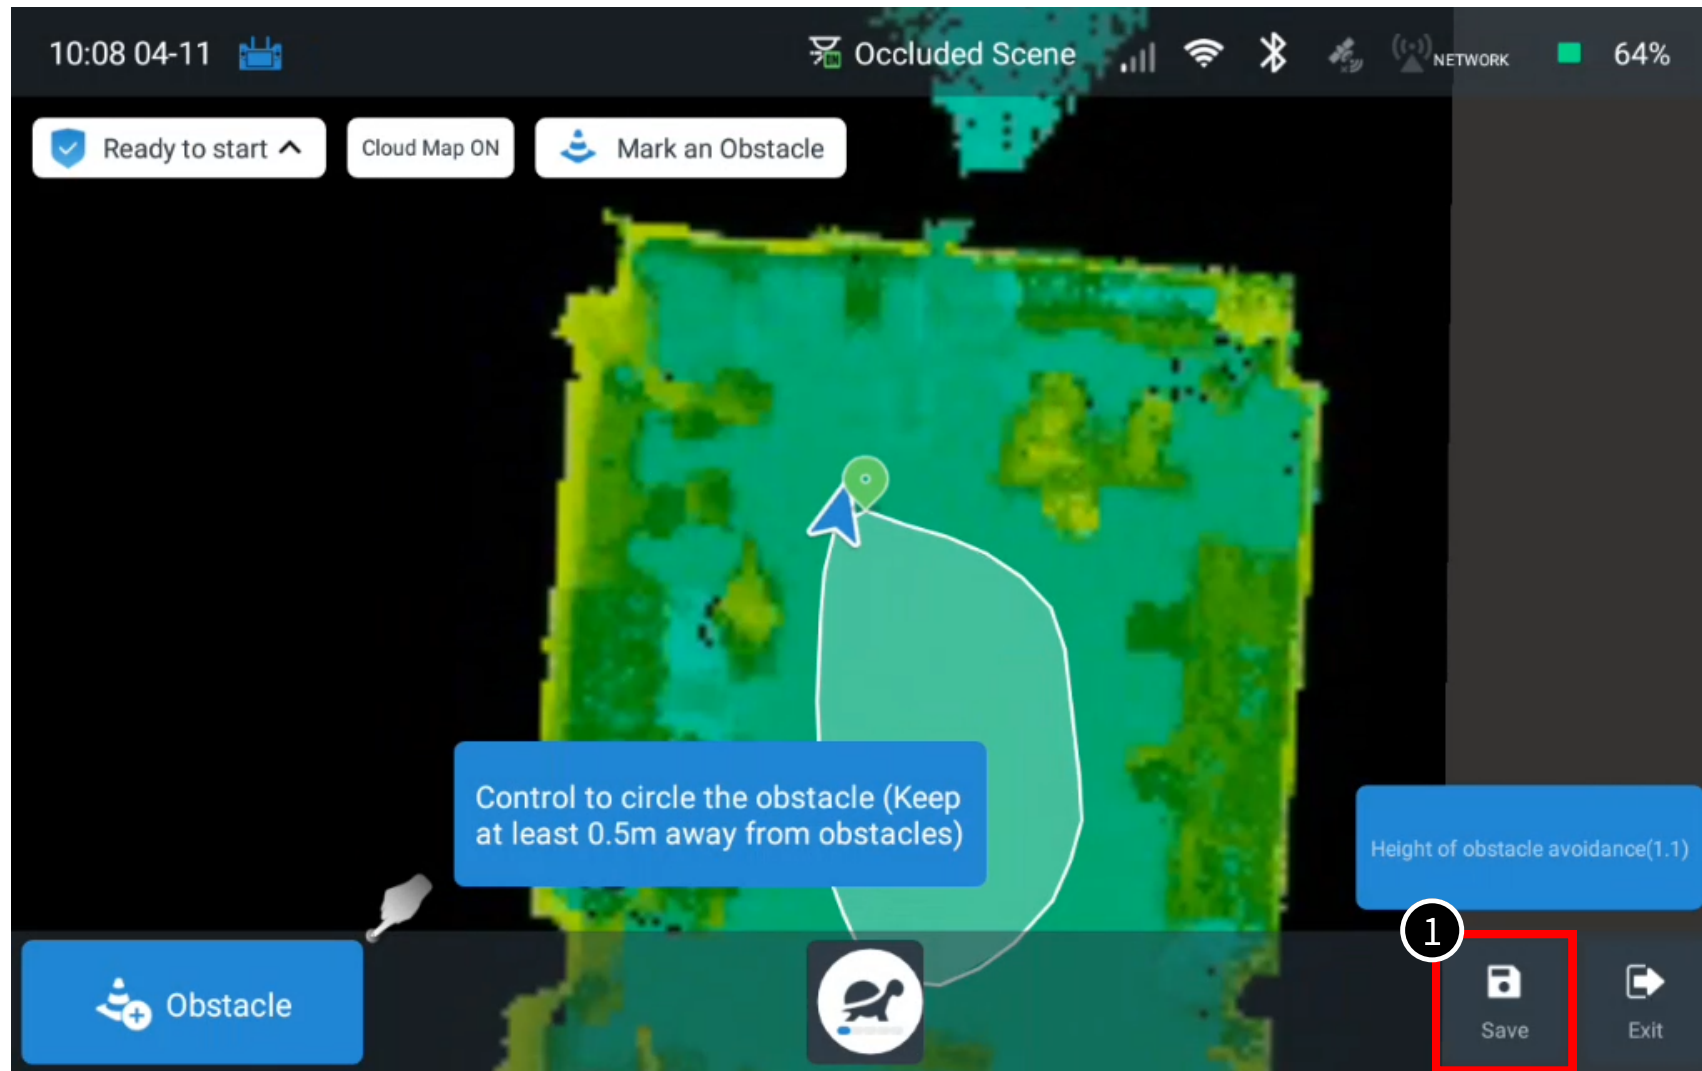 10:08 04-11
ON
Occluded Scene
NETWORK
64%
Ready to start
Cloud Map ON
Mark an Obstacle
Control to circle the obstacle (Keep
at least 0.5m away from obstacles)
Height of obstacle avoidance(1.1)
1
Obstacle
Save
Exit